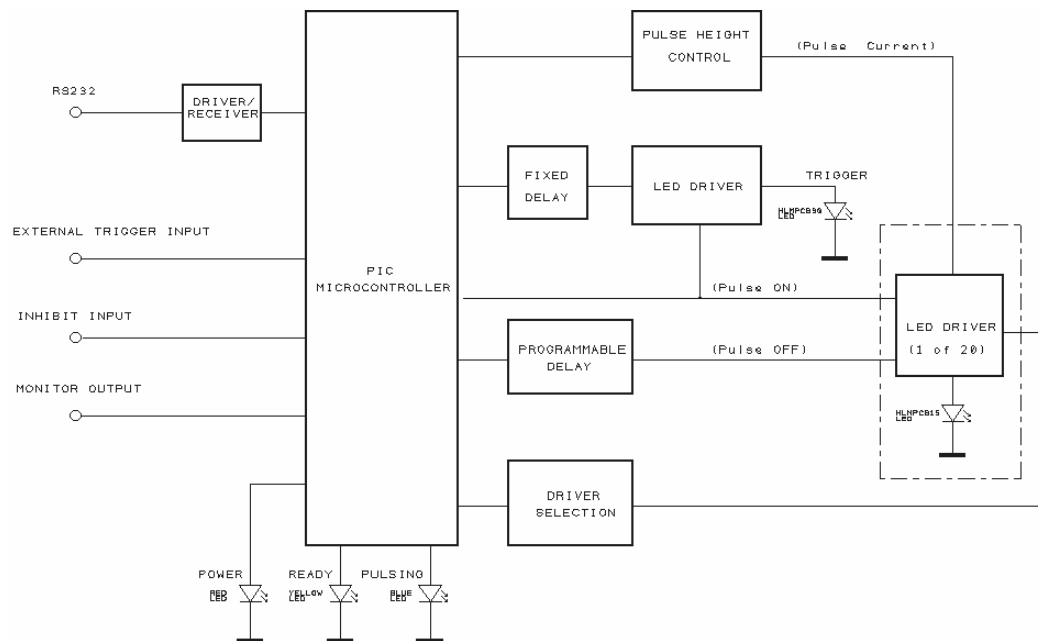 PULSE HEIGHT
CONTROL
(Pulse Current)
RS232
DRIVER/
RECEIVER
FIXED
DELAY
LED DRIVER
TRIGGER
HLMPCB30
LED
EXTERNAL TRIGGER INPUT
PIC
MICROCONTROLLER
(Pulse ON)
INHIBIT INPUT
LED DRIVER
(1 of 20)
PROGRAMMABLE
DELAY
(Pulse OFF)
MONITOR OUTPUT
HLMPCB15
LED
DRIVER
SELECTION
POWER
RED
LED
READY
YELLOW
LED
PULSING
BLUE
LED